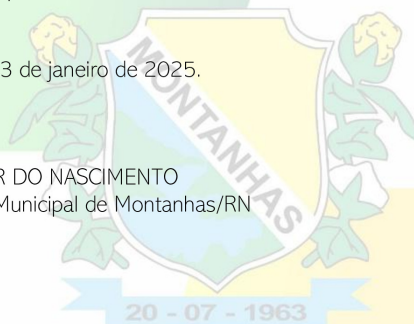 3 de janeiro de 2025.
MONTANHAS
R DO NASCIMENTO
Municipal de Montanhas/RN
20 - 07 - 1963